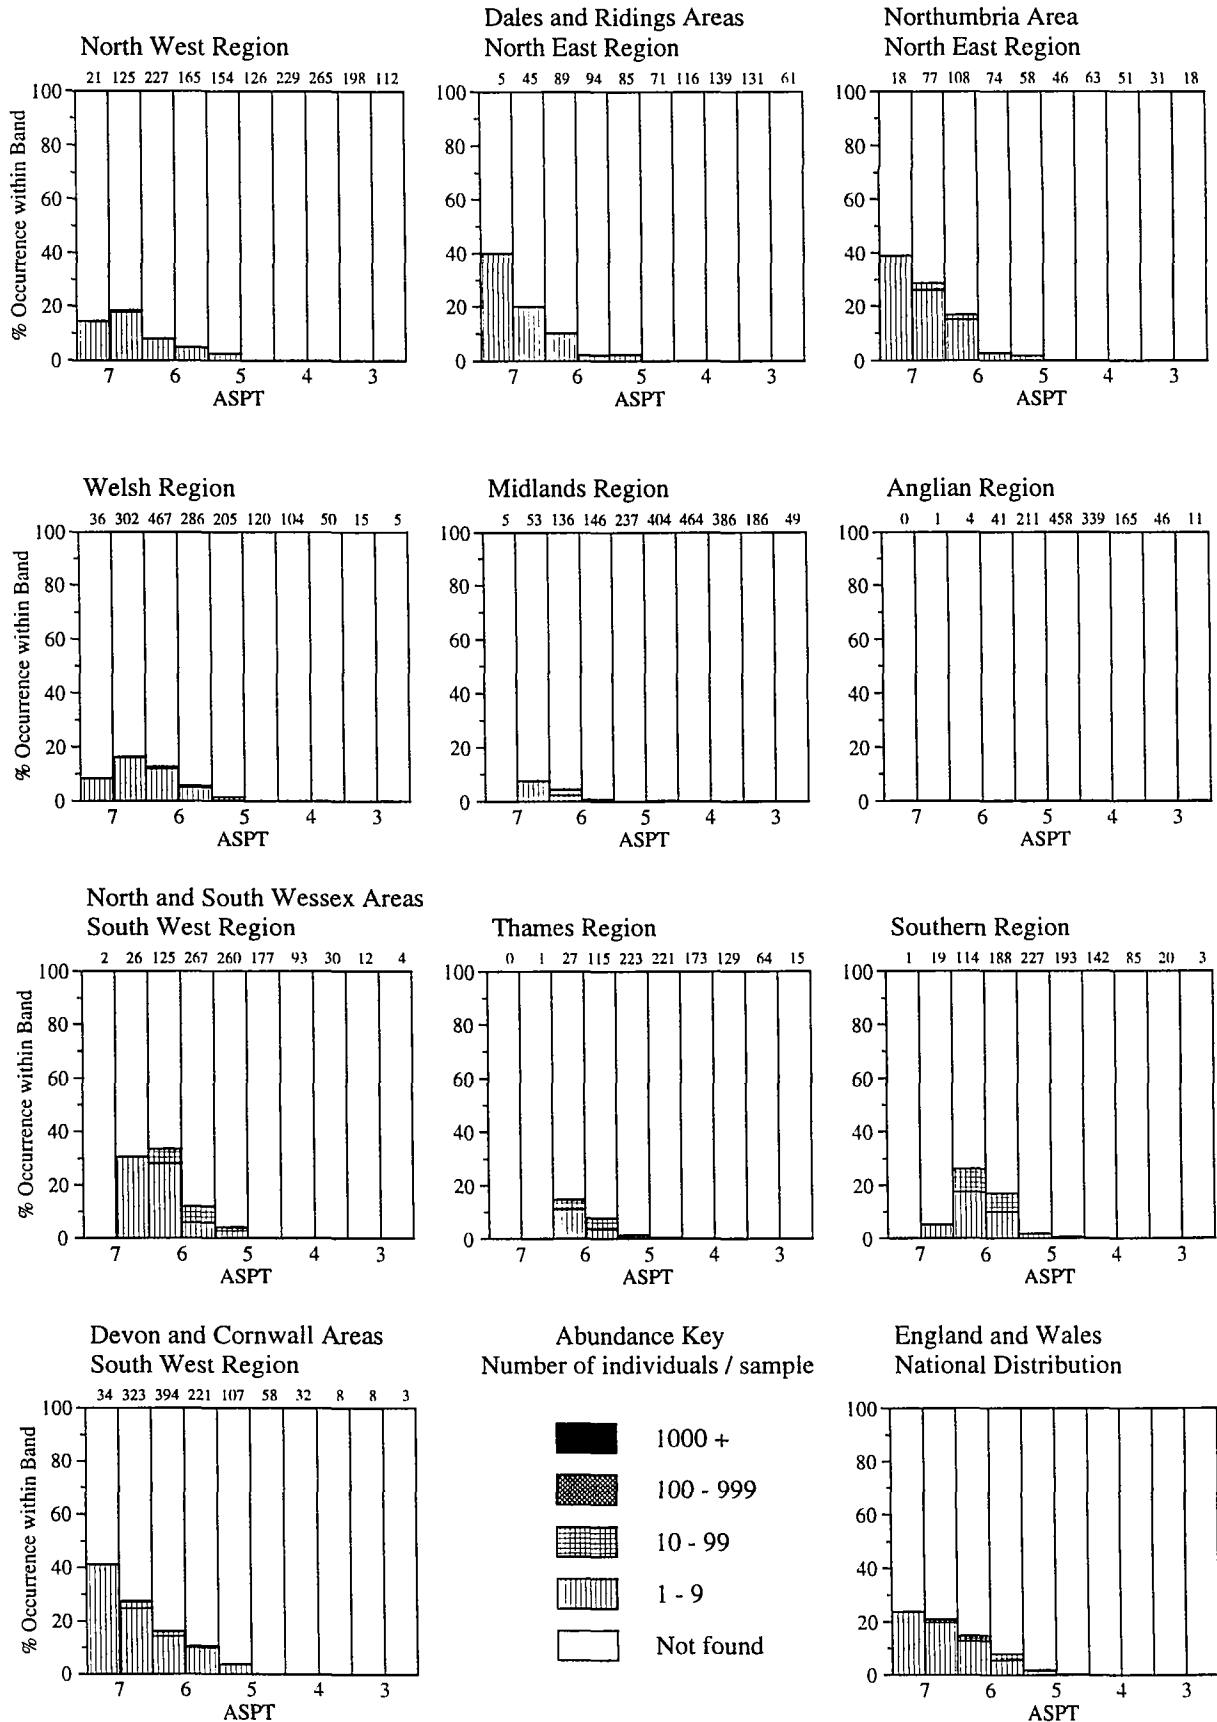 North West Region
21 125 227 165 154 126 229 265 198 112
100
80
60
40
20
0
% Occurrence within Band
7 6 5 4 3
ASPT
Dales and Ridings Areas
North East Region
5 45 89 94 85 71 116 139 131 61
100
80
60
40
20
0
7 6 5 4 3
ASPT
Northumbria Area
North East Region
18 77 108 74 58 46 63 51 31 18
100
80
60
40
20
0
7 6 5 4 3
ASPT
Welsh Region
36 302 467 286 205 120 104 50 15 5
100
80
60
40
20
0
% Occurrence within Band
7 6 5 4 3
ASPT
Midlands Region
5 53 136 146 237 404 464 386 186 49
100
80
60
40
20
0
7 6 5 4 3
ASPT
Anglian Region
0 1 4 41 211 458 339 165 46 11
100
80
60
40
20
0
7 6 5 4 3
ASPT
North and South Wessex Areas
South West Region
2 26 125 267 260 177 93 30 12 4
100
80
60
40
20
0
% Occurrence within Band
7 6 5 4 3
ASPT
Thames Region
0 1 27 115 223 221 173 129 64 15
100
80
60
40
20
0
7 6 5 4 3
ASPT
Southern Region
1 19 114 188 227 193 142 85 20 3
100
80
60
40
20
0
7 6 5 4 3
ASPT
Devon and Cornwall Areas
South West Region
34 323 394 221 107 58 32 8 8 3
100
80
60
40
20
0
% Occurrence within Band
7 6 5 4 3
ASPT
Abundance Key
Number of individuals / sample
1000 +
100 - 999
10 - 99
1 - 9
Not found
England and Wales
National Distribution
100
80
60
40
20
0
7 6 5 4 3
ASPT